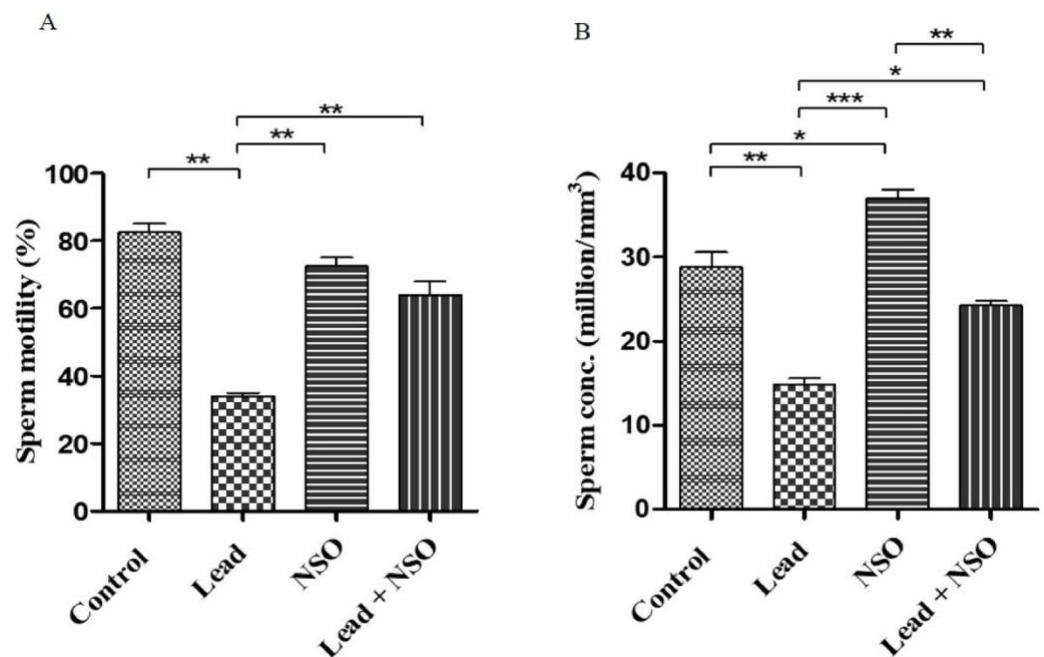 A
**
**
**
Sperm motility (%)
100
80
60
40
20
0
Control
Lead
NSO
Lead + NSO
B
**
*
***
*
**
Sperm conc. (million/mm³)
40
30
20
10
0
Control
Lead
NSO
Lead + NSO